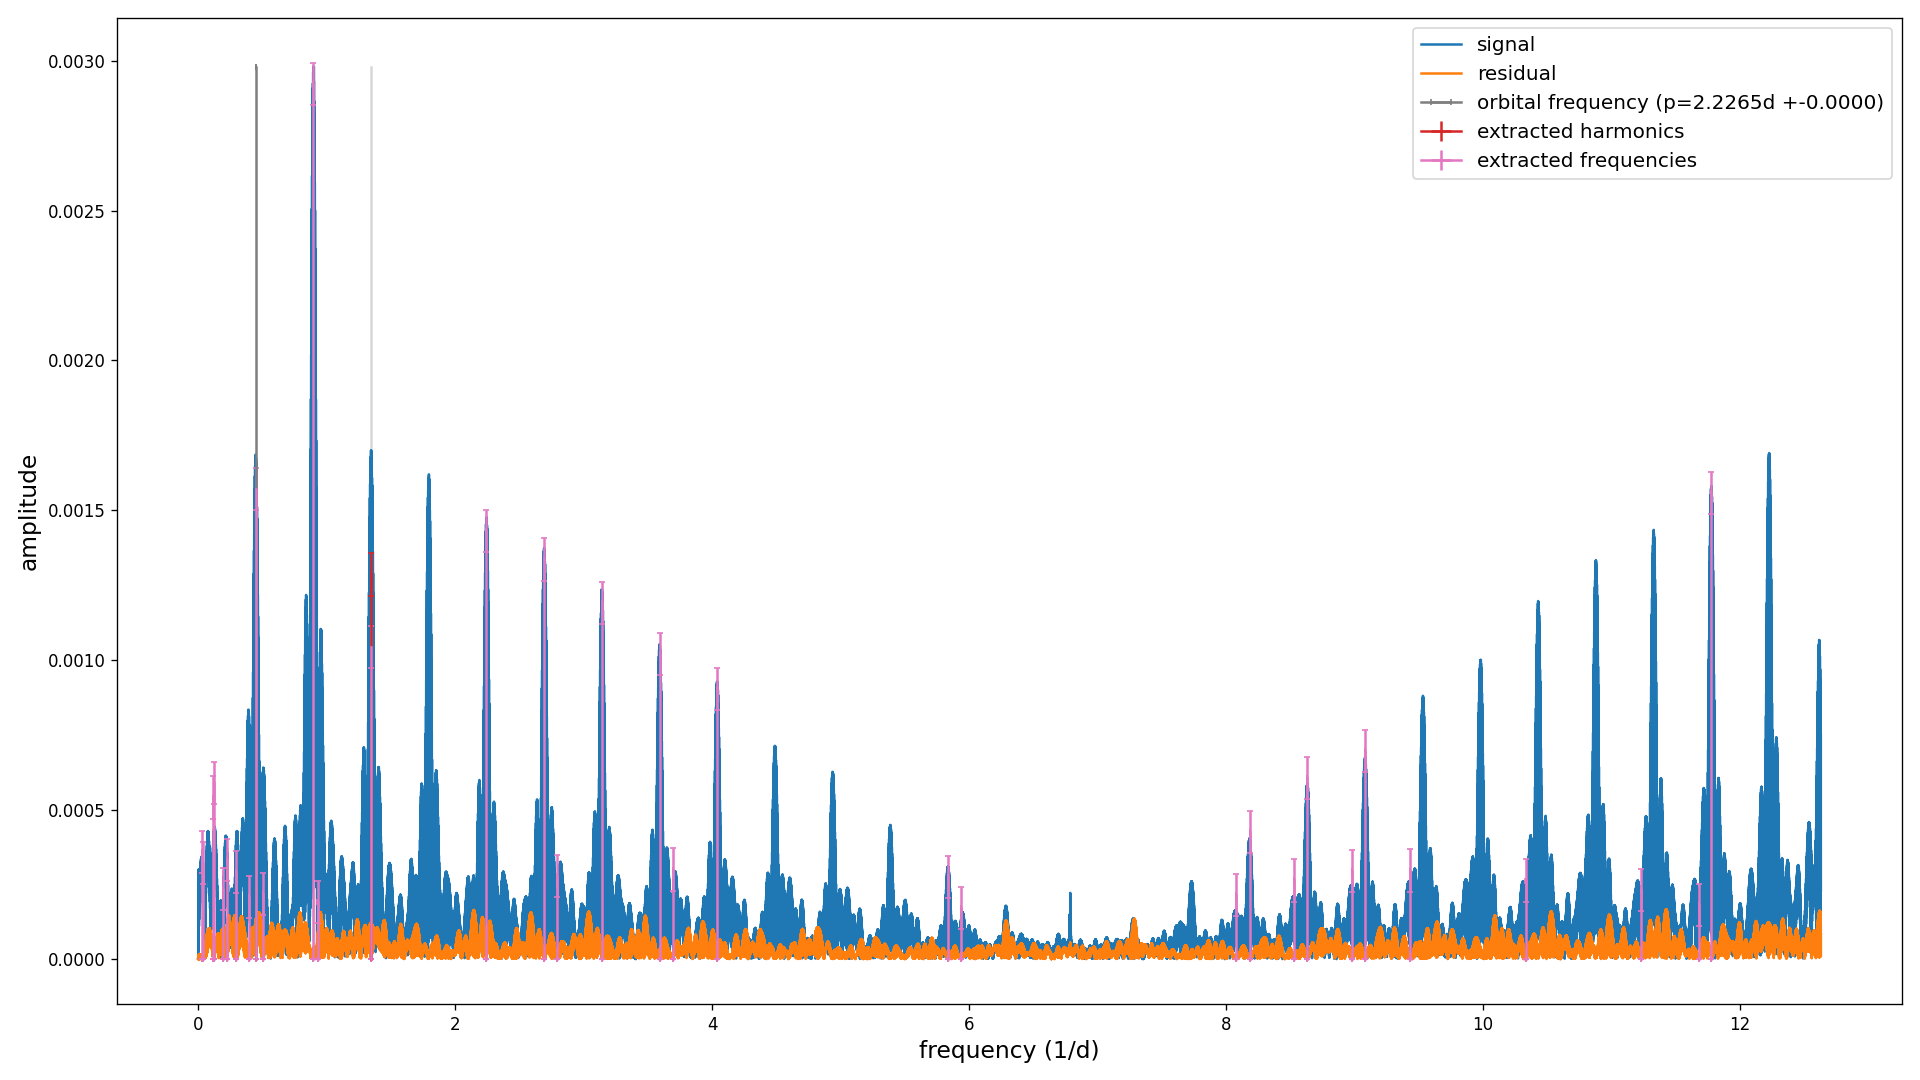 0.0030
0.0025
0.0020
0.0015
0.0010
0.0005
0.0000
amplitude
0
2
4
6
8
10
12
frequency (1/d)
signal
residual
orbital frequency (p=2.2265d +-0.0000)
extracted harmonics
extracted frequencies